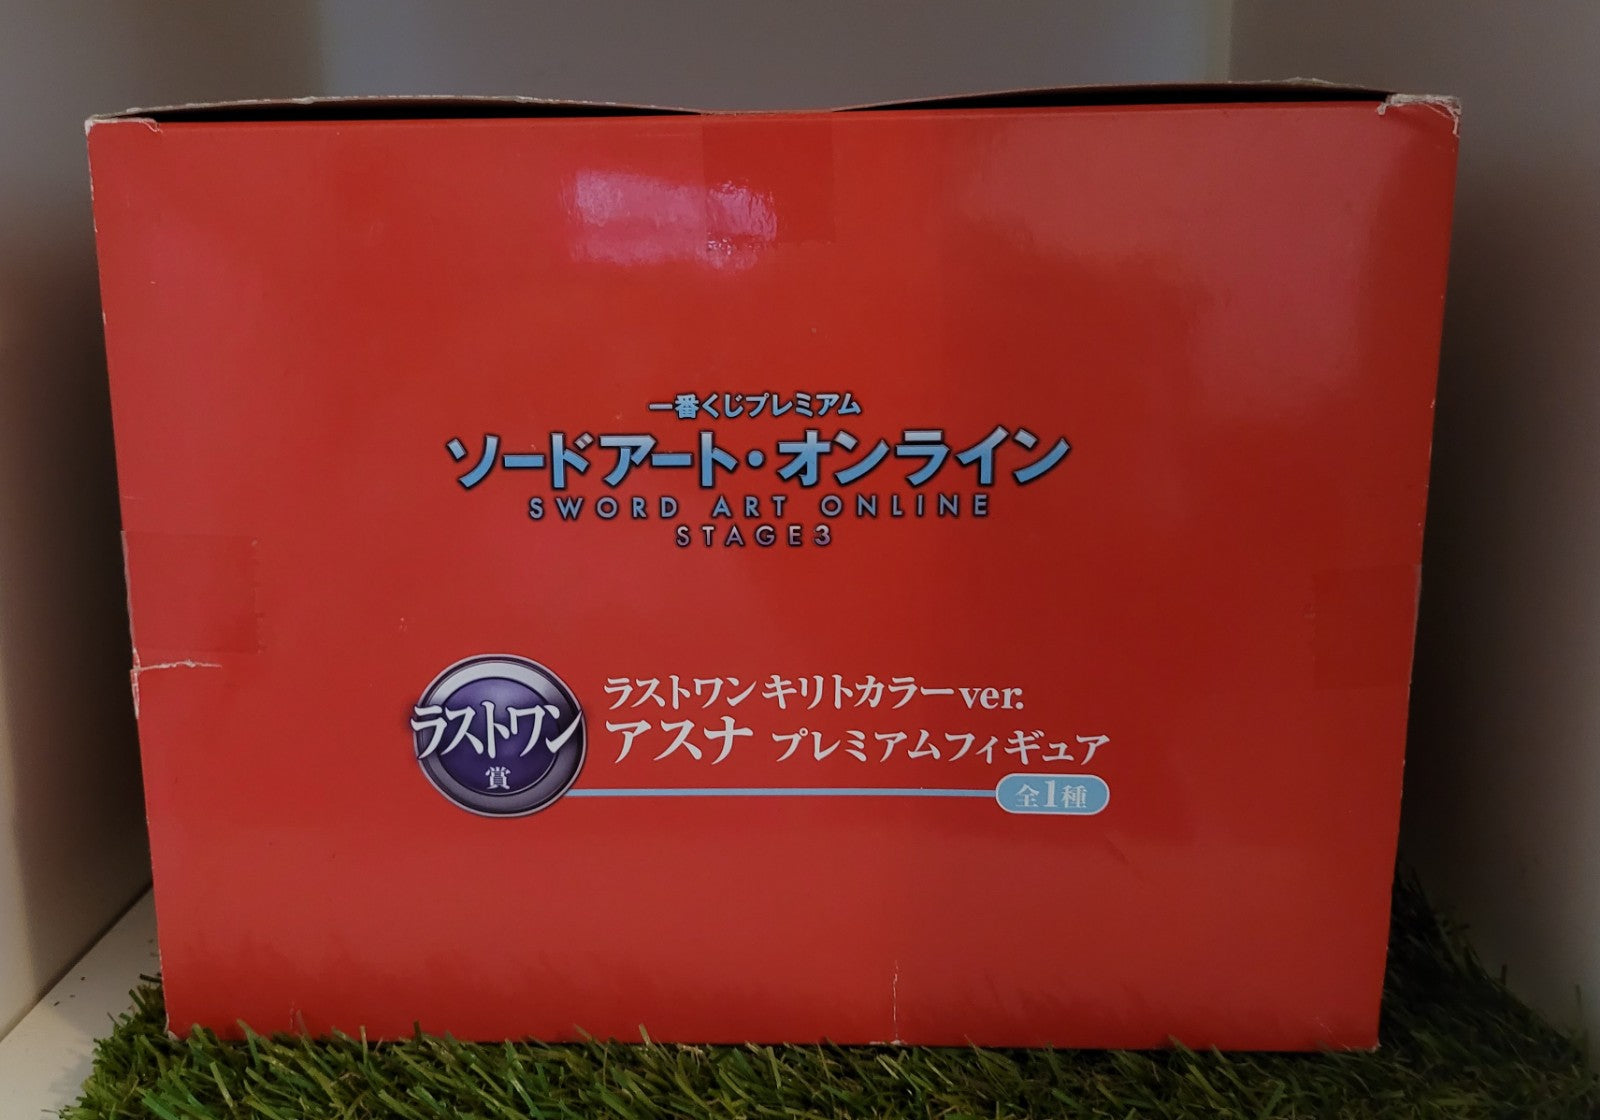 一番くじプレミアム
ソードアート・オンライン
SWORD ART ONLINE
STAGE3
ラストワン賞
ラストワンキリトカラーver.
アスナ プレミアムフィギュア
全1種